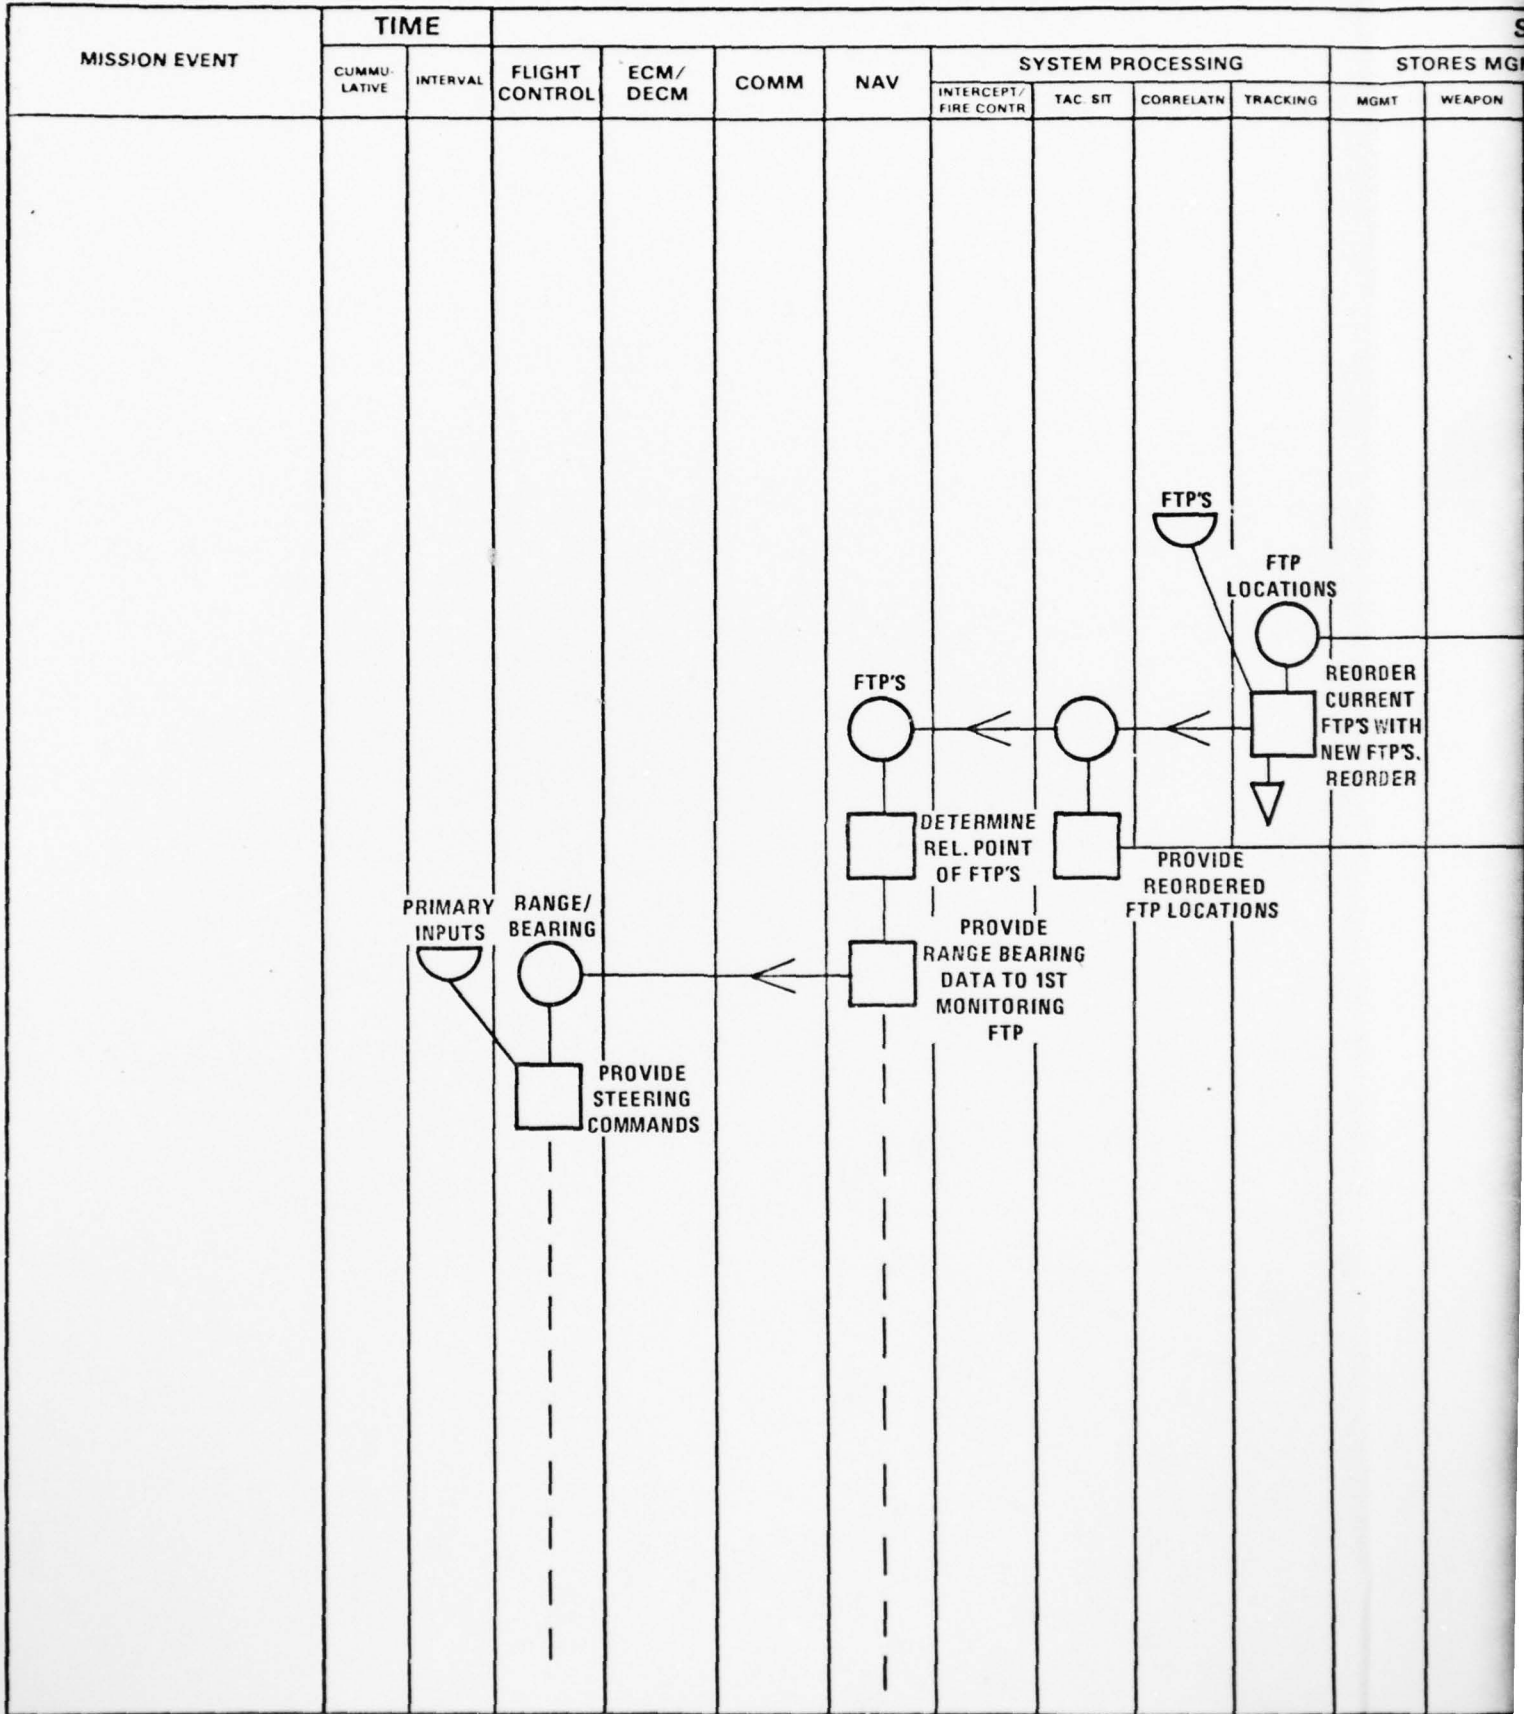 TIME
S
MISSION EVENT
CUMMU-
LATIVE
INTERVAL
FLIGHT
CONTROL
ECM/
DECM
COMM
NAV
SYSTEM PROCESSING
INTERCEPT/
FIRE CONTR
TAC. SIT
CORRELATN
TRACKING
STORES MG
MGMT
WEAPON
FTP'S
FTP
LOCATIONS
REORDER
CURRENT
FTP'S WITH
NEW FTP'S.
REORDER
FTP'S
DETERMINE
REL. POINT
OF FTP'S
PROVIDE
REORDERED
FTP LOCATIONS
PRIMARY
INPUTS
RANGE/
BEARING
PROVIDE
RANGE BEARING
DATA TO 1ST
MONITORING
FTP
PROVIDE
STEERING
COMMANDS